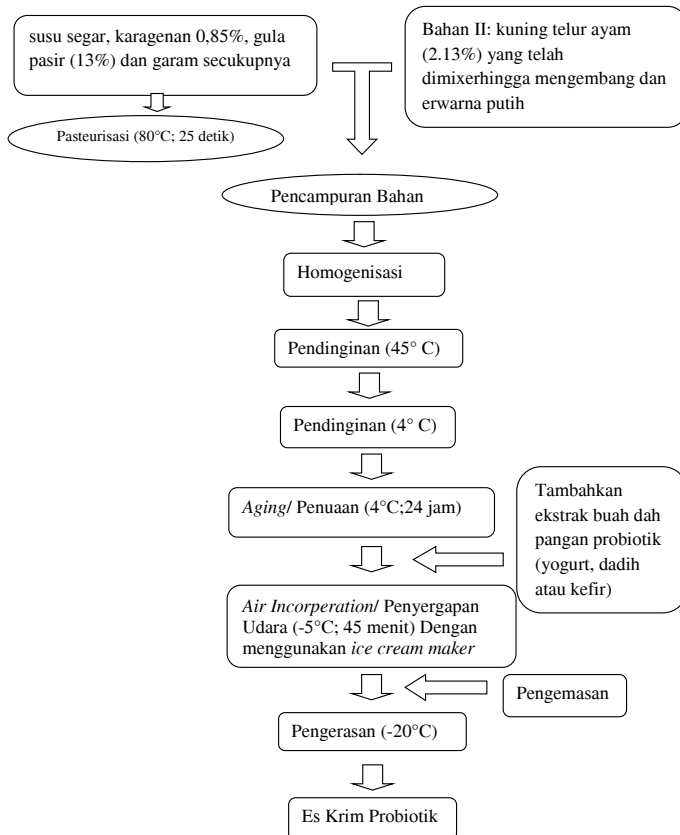 susu segar, karagenan 0,85%, gula
pasir (13%) dan garam secukupnya
Bahan II: kuning telur ayam
(2.13%) yang telah
dimixerhingga mengembang dan
erwarna putih
Pasteurisasi (80°C; 25 detik)
Pencampuran Bahan
Homogenisasi
Pendinginan (45° C)
Pendinginan (4° C)
Aging/ Penuaan (4°C;24 jam)
Tambahkan
ekstrak buah dah
pangan probiotik
(yogurt, dadih
atau kefir)
Air Incorperation/ Penyergapan
Udara (-5°C; 45 menit) Dengan
menggunakan ice cream maker
Pengemasan
Pengerasan (-20°C)
Es Krim Probiotik